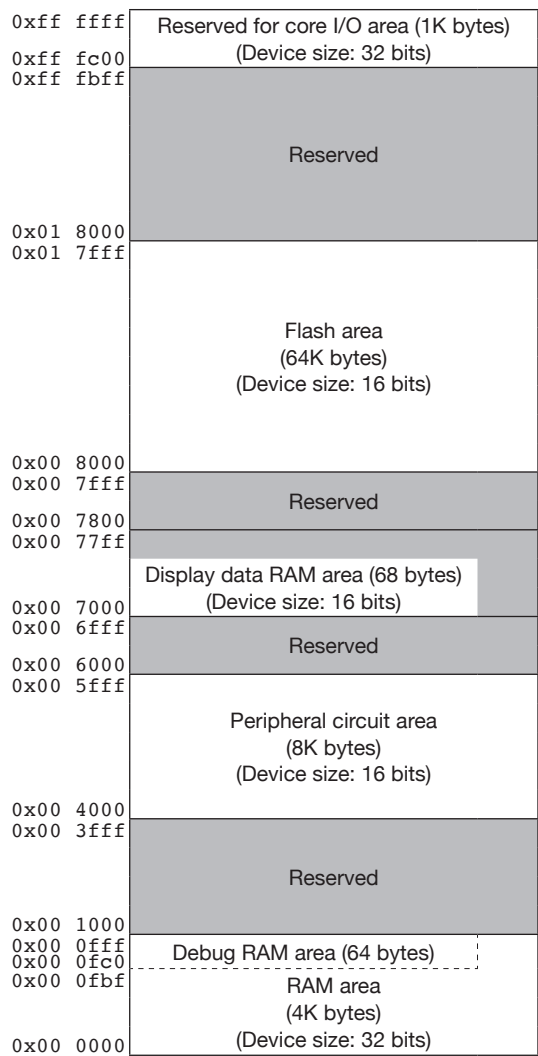 0xff ffff
Reserved for core I/O area (1K bytes)
(Device size: 32 bits)
0xff fc00
0xff fbff
Reserved
0x01 8000
0x01 7fff
Flash area
(64K bytes)
(Device size: 16 bits)
0x00 8000
0x00 7fff
Reserved
0x00 7800
0x00 77ff
Display data RAM area (68 bytes)
(Device size: 16 bits)
0x00 7000
0x00 6fff
Reserved
0x00 6000
0x00 5fff
Peripheral circuit area
(8K bytes)
(Device size: 16 bits)
0x00 4000
0x00 3fff
Reserved
0x00 1000
0x00 0fff
Debug RAM area (64 bytes)
0x00 0fc0
0x00 0fbf
RAM area
(4K bytes)
(Device size: 32 bits)
0x00 0000